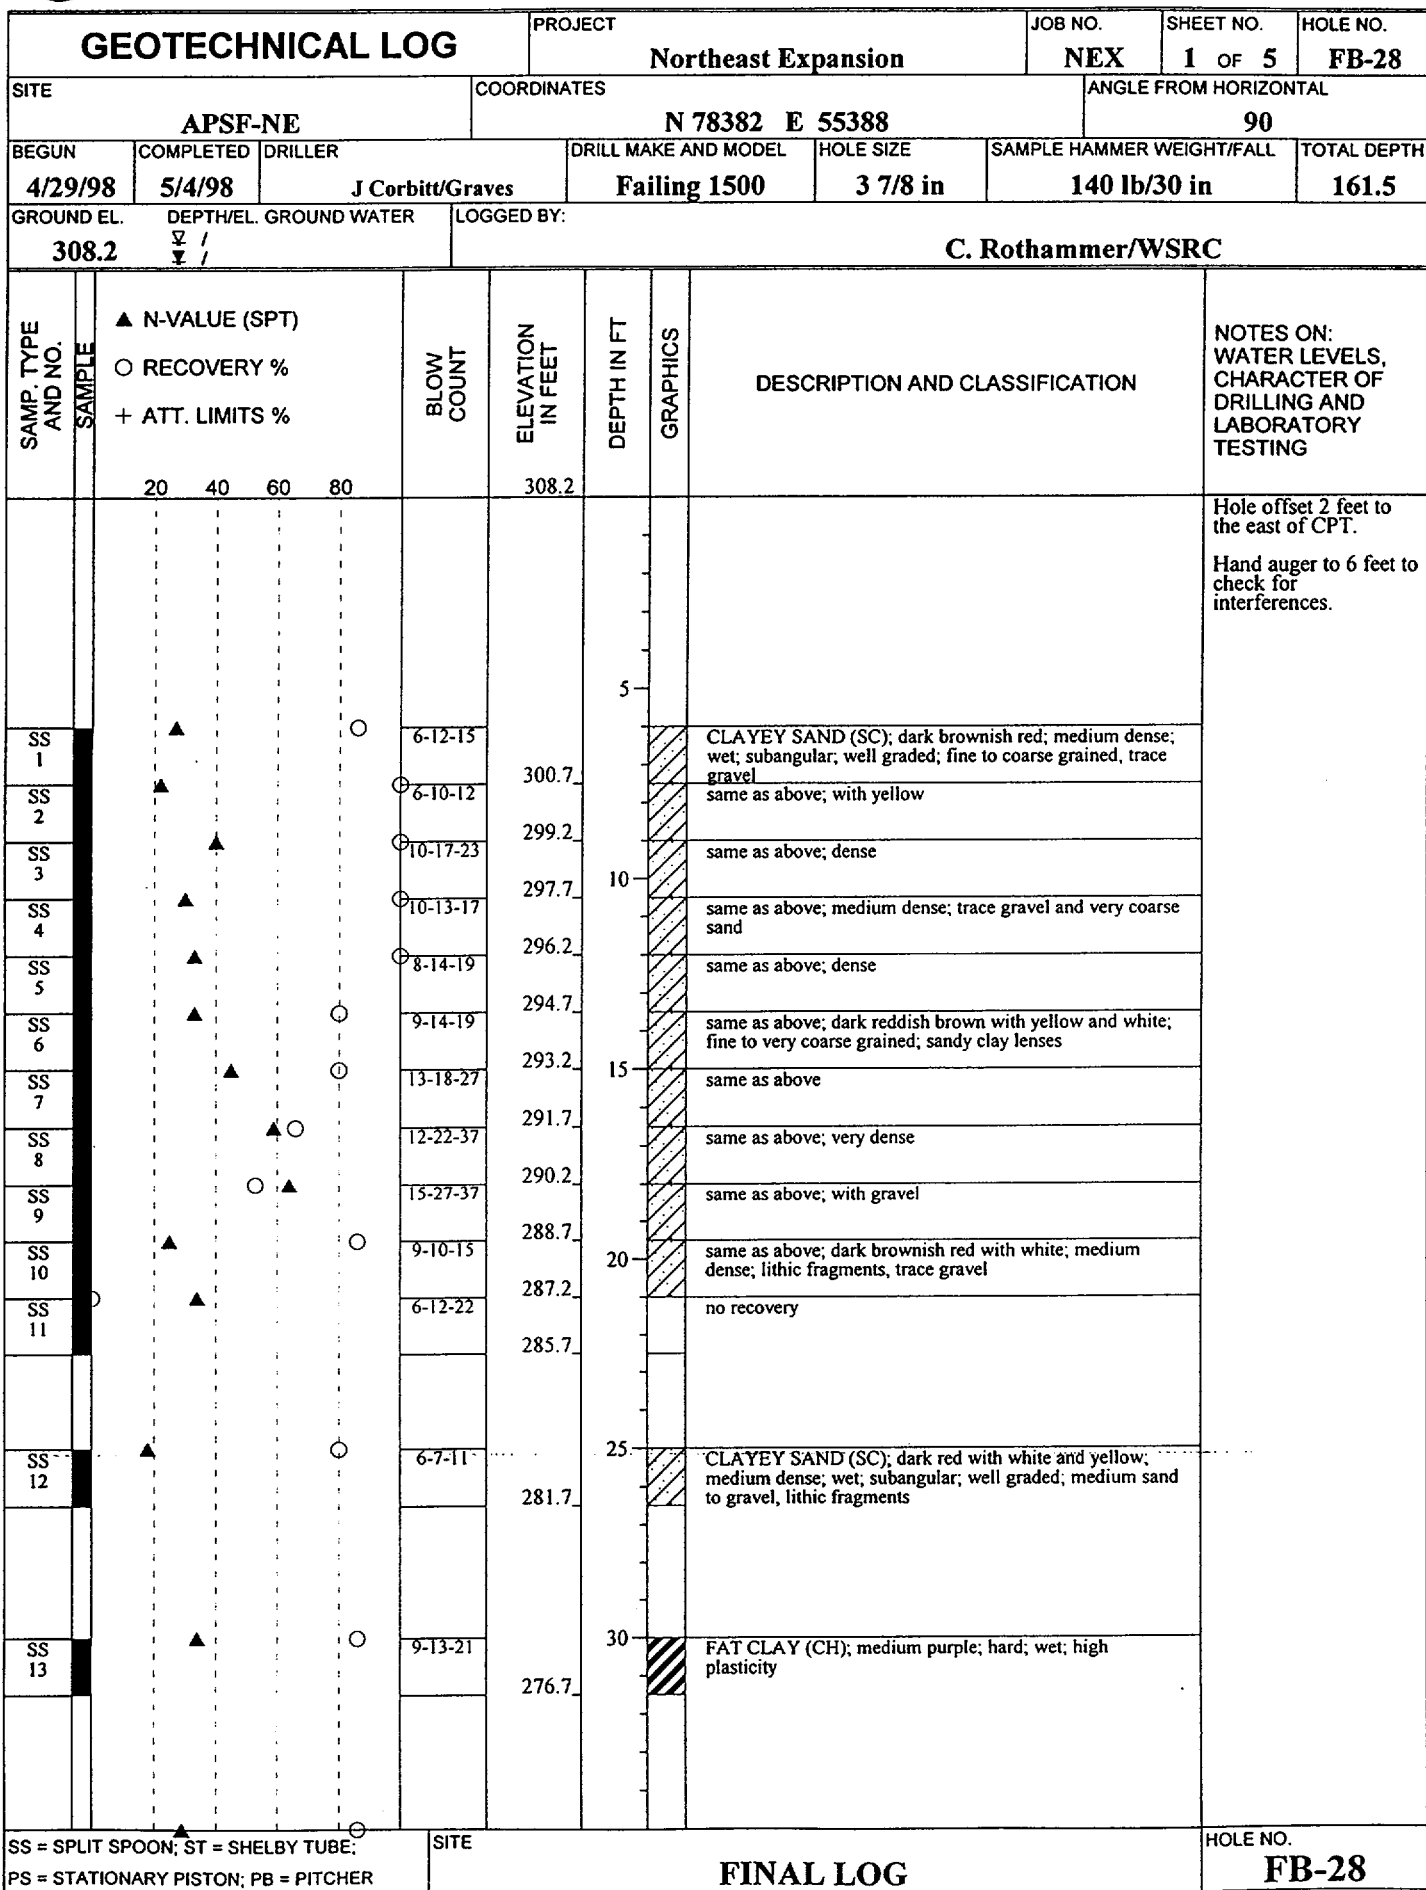 GEOTECHNICAL LOG
PROJECT
Northeast Expansion
JOB NO.
NEX
SHEET NO.
1 OF 5
HOLE NO.
FB-28
SITE
APSF-NE
COORDINATES
N 78382 E 55388
ANGLE FROM HORIZONTAL
90
BEGUN
4/29/98
COMPLETED
5/4/98
DRILLER
J Corbitt/Graves
DRILL MAKE AND MODEL
Failing 1500
HOLE SIZE
3 7/8 in
SAMPLE HAMMER WEIGHT/FALL
140 lb/30 in
TOTAL DEPTH
161.5
GROUND EL.
308.2
DEPTH/EL. GROUND WATER
/
/
LOGGED BY:
C. Rothammer/WSRC
SAMP. TYPE
AND NO.
SAMPLE
▲ N-VALUE (SPT)
○ RECOVERY %
+ ATT. LIMITS %
20 40 60 80
BLOW
COUNT
ELEVATION
IN FEET
308.2
DEPTH IN FT
GRAPHICS
DESCRIPTION AND CLASSIFICATION
NOTES ON:
WATER LEVELS,
CHARACTER OF
DRILLING AND
LABORATORY
TESTING
Hole offset 2 feet to
the east of CPT.
Hand auger to 6 feet to
check for
interferences.
5
SS
1
6-12-15
300.7
CLAYEY SAND (SC); dark brownish red; medium dense;
wet; subangular; well graded; fine to coarse grained, trace
gravel
SS
2
6-10-12
299.2
same as above; with yellow
SS
3
10-17-23
297.7
10
same as above; dense
SS
4
10-13-17
296.2
same as above; medium dense; trace gravel and very coarse
sand
SS
5
8-14-19
294.7
same as above; dense
SS
6
9-14-19
293.2
same as above; dark reddish brown with yellow and white;
fine to very coarse grained; sandy clay lenses
SS
7
13-18-27
291.7
15
same as above
SS
8
12-22-37
290.2
same as above; very dense
SS
9
15-27-37
288.7
same as above; with gravel
SS
10
9-10-15
287.2
20
same as above; dark brownish red with white; medium
dense; lithic fragments, trace gravel
SS
11
6-12-22
285.7
no recovery
SS
12
6-7-11
281.7
25
CLAYEY SAND (SC); dark red with white and yellow;
medium dense; wet; subangular; well graded; medium sand
to gravel, lithic fragments
SS
13
9-13-21
276.7
30
FAT CLAY (CH); medium purple; hard; wet; high
plasticity
SS = SPLIT SPOON; ST = SHELBY TUBE;
PS = STATIONARY PISTON; PB = PITCHER
SITE
FINAL LOG
HOLE NO.
FB-28